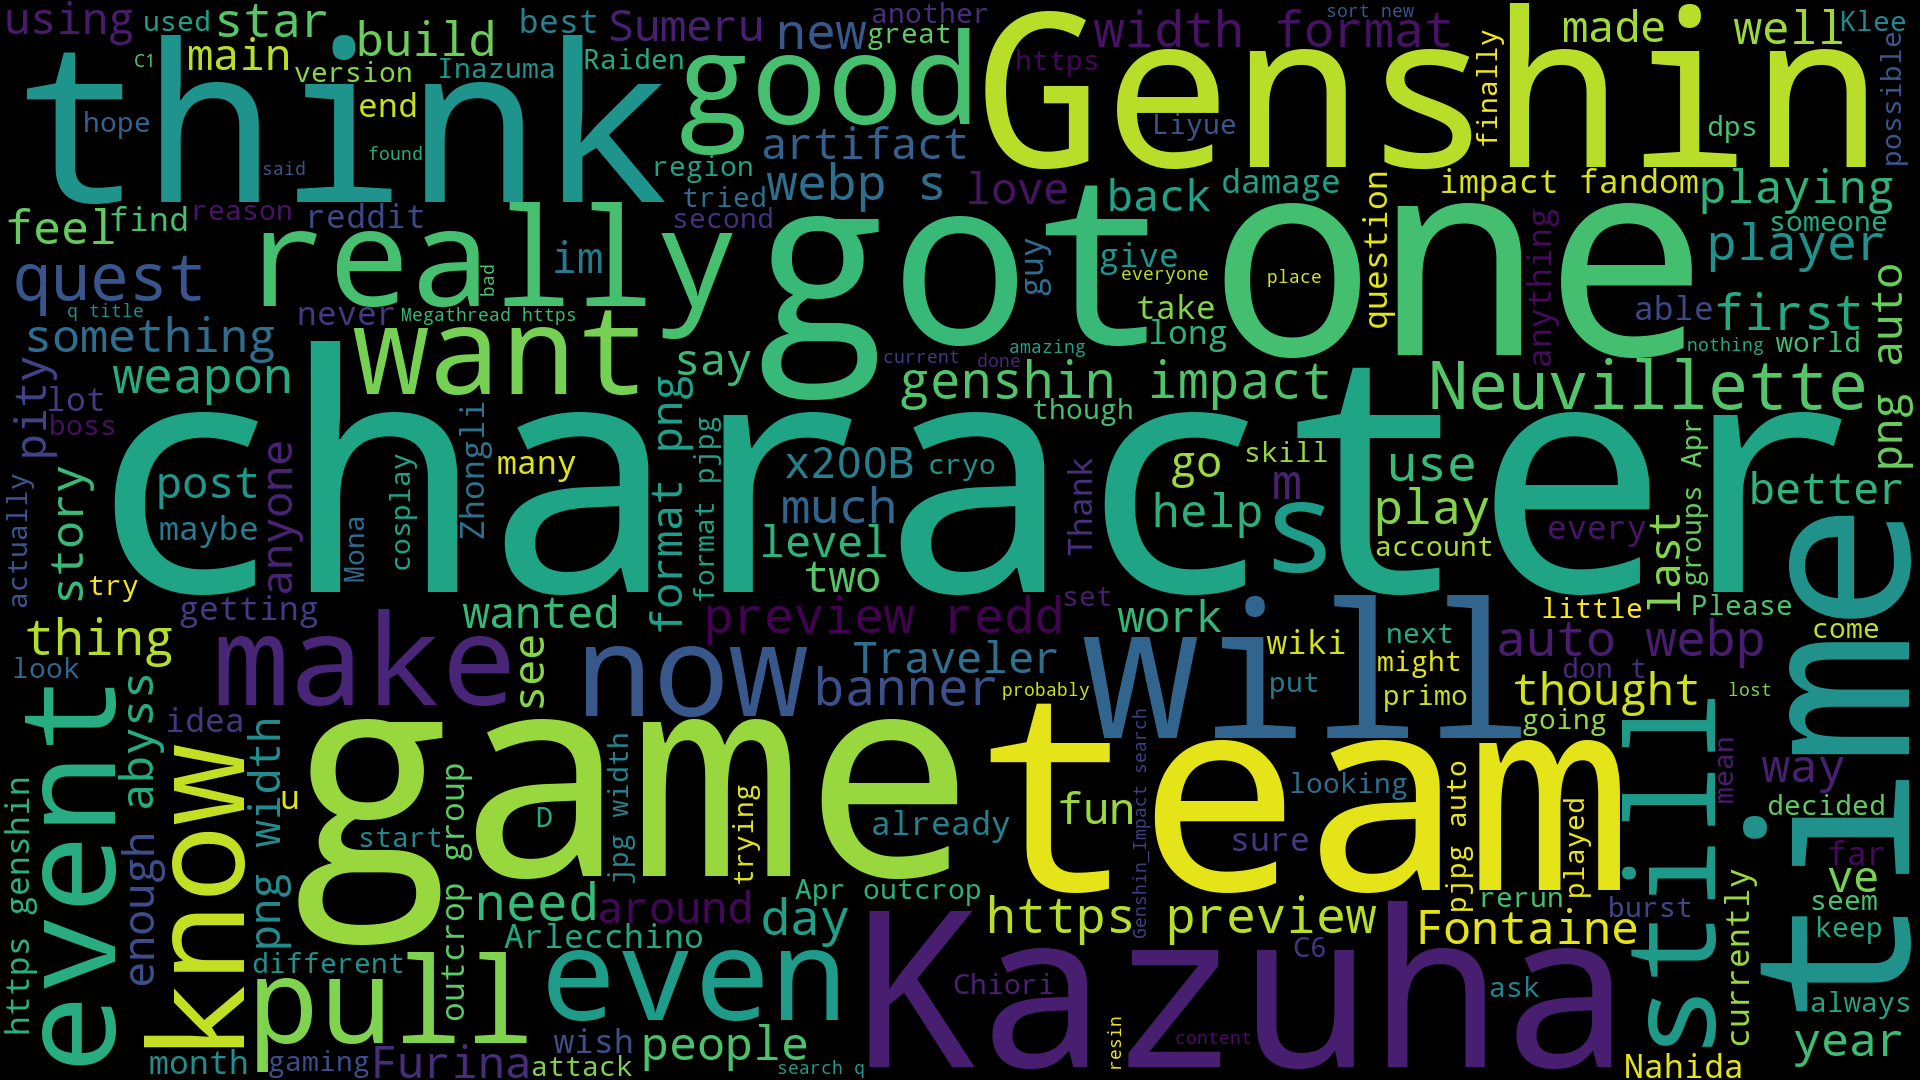 using
used
star
best
Sumeru
new
another
great
width format
sort new
made
well
Klee
C1
main
build
version
Inazuma
Raiden
good
https
Genshin
finally
possible
think
hope
end
said
found
region
artifact
Liyue
dps
tried
webp s
love
back
damage
impact fandom
playing
feel
find
reason
reddit
really
second
im
got
guy
give
one
question
anything
player
someone
quest
q title
never
bad
Megathread https
everyone
place
take
long
able
first
png auto
something
want
say
current
done
amazing
nothing
world
weapon
pity
lot
boss
format png
genshin impact
though
Neuvillette
character
anyone
Zhongli
many
format pjpg
x200B
cryo
go
skill
m
use
groups Apr
better
actually
story
post
maybe
Mona
cosplay
much
level
two
Thank
help
s
play
account
every
last
time
try
getting
wanted
preview redd
set
work
little
Please
thing
look
make
see
now
Traveler
banner
probably
will
wiki
put
next
might
primo
auto webp
don t
thought
come
lost
event
abyss
idea
know
png width
u
game
start
outcrop group
D
jpg width
trying
already
team
fun
Genshin_Impact search
looking
sure
going
still
mean
way
decided
https genshin
enough
different
need
around
Arlecchino
day
Apr outcrop
https preview
pjpg auto
played
rerun
burst
Fontaine
far
ve
seem
keep
currently
pull
even
Kazuha
Chiori
C6
ask
always
month
gaming
Furina
wish
attack
people
search q
resin
content
Nahida
year